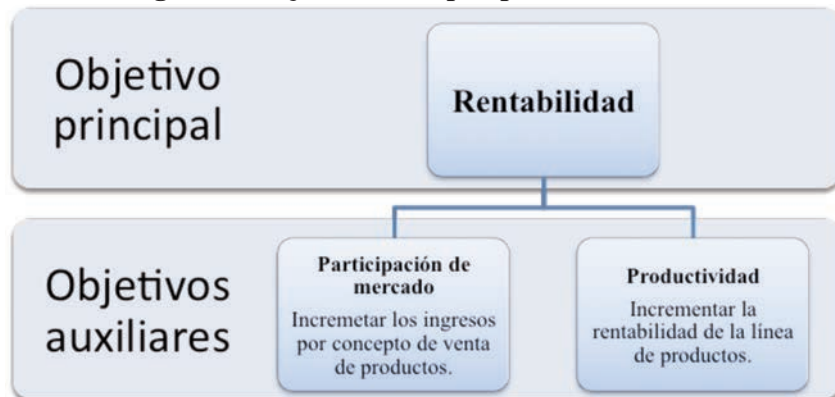 Objetivo
principal
Rentabilidad
Objetivos
auxiliares
Participación de
mercado
Incremetar los ingresos
por concepto de venta
de productos.
Productividad
Incrementar la
rentabilidad de la línea
de productos.